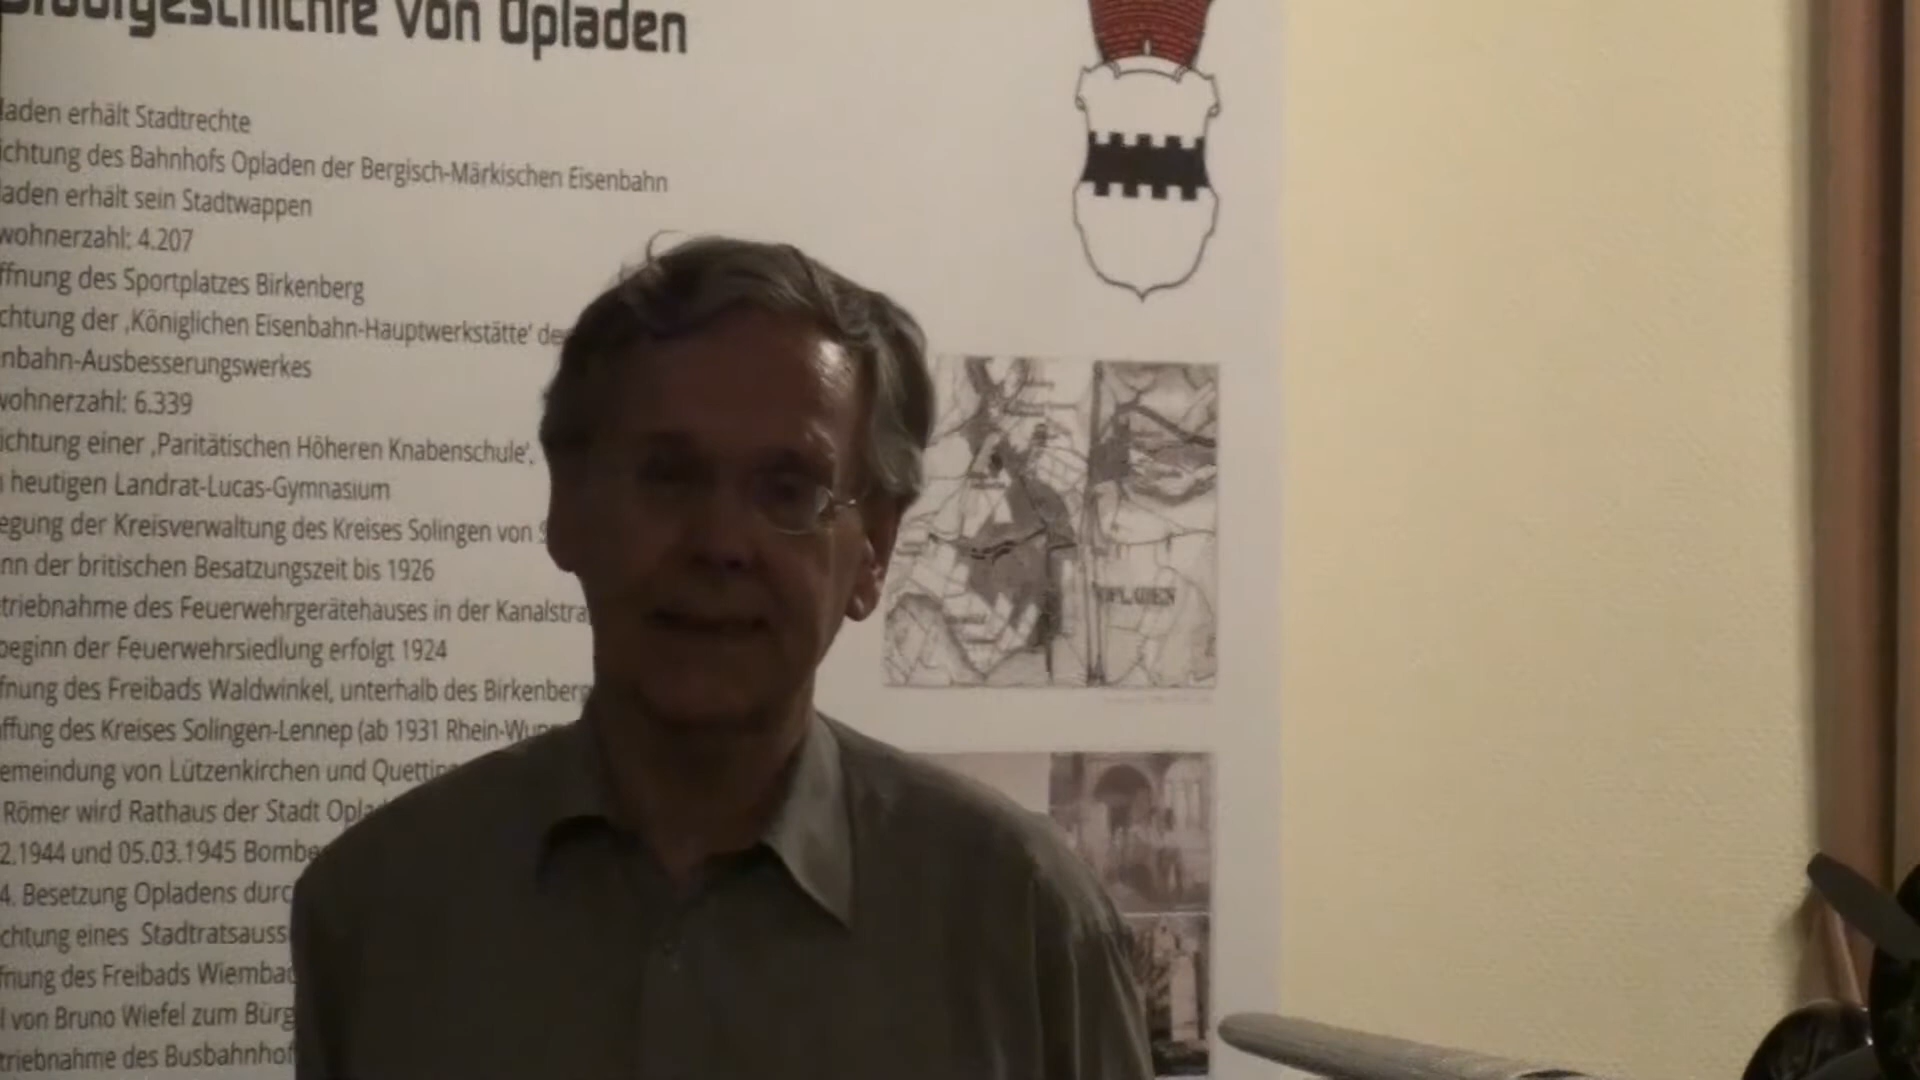 Stadtgeschichte von Opladen
laden erhält Stadtrechte
ichtung des Bahnhofs Opladen der Bergisch-Märkischen Eisenbahn
laden erhält sein Stadtwappen
wohnerzahl: 4.207
ffnung des Sportplatzes Birkenberg
chtung der ‚Königlichen Eisenbahn-Hauptwerkstätte' des
nbahn-Ausbesserungswerkes
wohnerzahl: 6.339
ichtung einer ‚Paritätischen Höheren Knabenschule',
heutigen Landrat-Lucas-Gymnasium
egung der Kreisverwaltung des Kreises Solingen von
nn der britischen Besatzungszeit bis 1926
triebnahme des Feuerwehrgerätehauses in der Kanalstra
beginn der Feuerwehrsiedlung erfolgt 1924
fnung des Freibads Waldwinkel, unterhalb des Birkenberg
ffung des Kreises Solingen-Lennep (ab 1931 Rhein-Wupp
emeindung von Lützenkirchen und Quetting
Römer wird Rathaus der Stadt Oplad
2.1944 und 05.03.1945 Bombe
4. Besetzung Opladens durc
chtung eines Stadtratsauss
fnung des Freibads Wiembac
l von Bruno Wiefel zum Bürg
triebnahme des Busbahnhof
OPLADEN